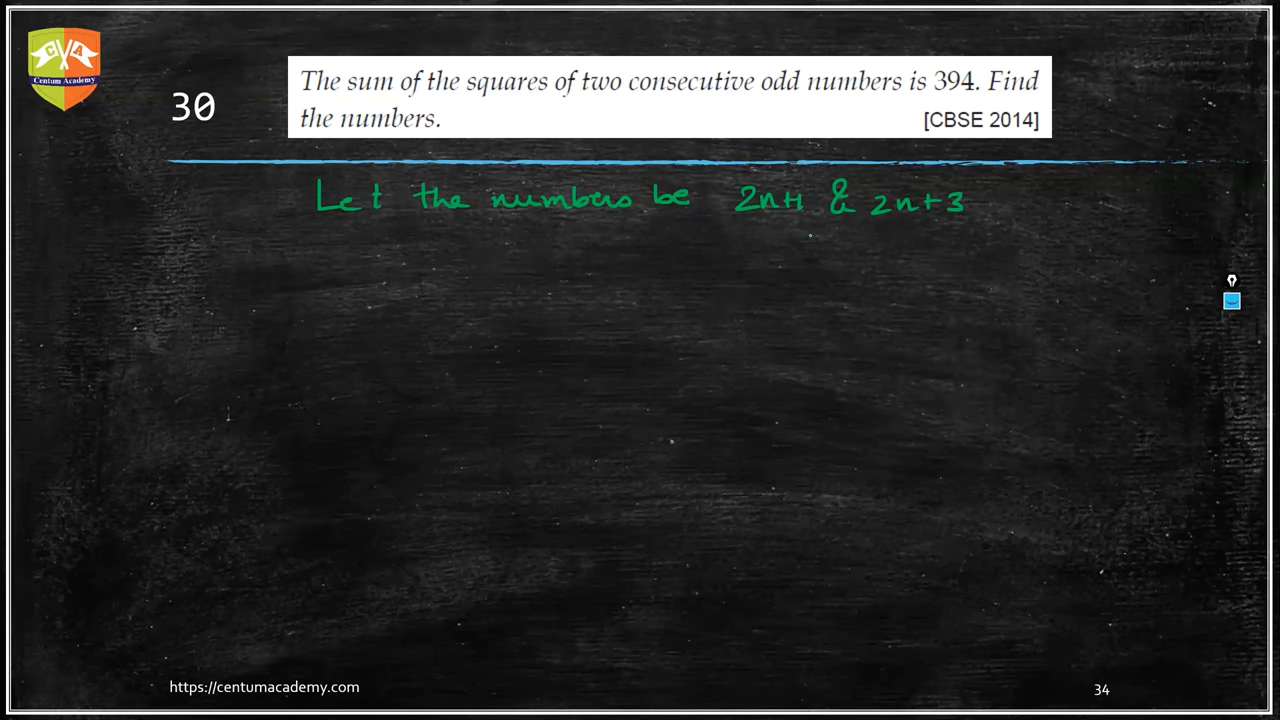 C A
Centum Academy
30
The sum of the squares of two consecutive odd numbers is 394. Find
the numbers. [CBSE 2014]
Let the numbers be 2n+1 & 2n+3
https://centumacademy.com
34